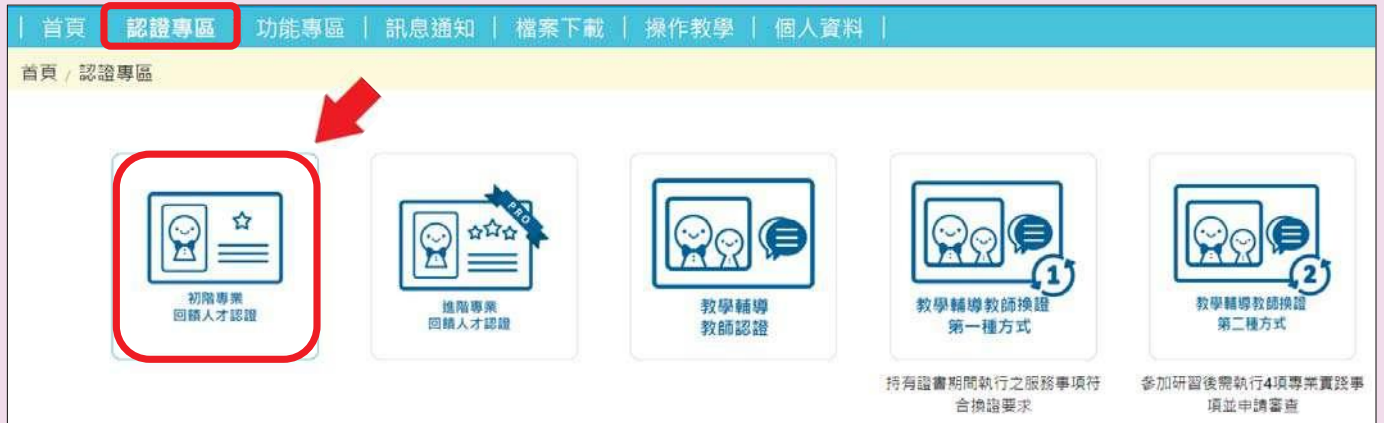 | 首頁 認證專區 功能專區 | 訊息通知 | 檔案下載 | 操作教學 | 個人資料 |
首頁 / 認證專區
初階專業
回饋人才認證
PRO
進階專業
回饋人才認證
教學輔導
教師認證
1
教學輔導教師換證
第一種方式
持有證書期間執行之服務事項符
合換證要求
2
教學輔導教師換證
第二種方式
參加研習後需執行4項專業實踐事
項並申請審查